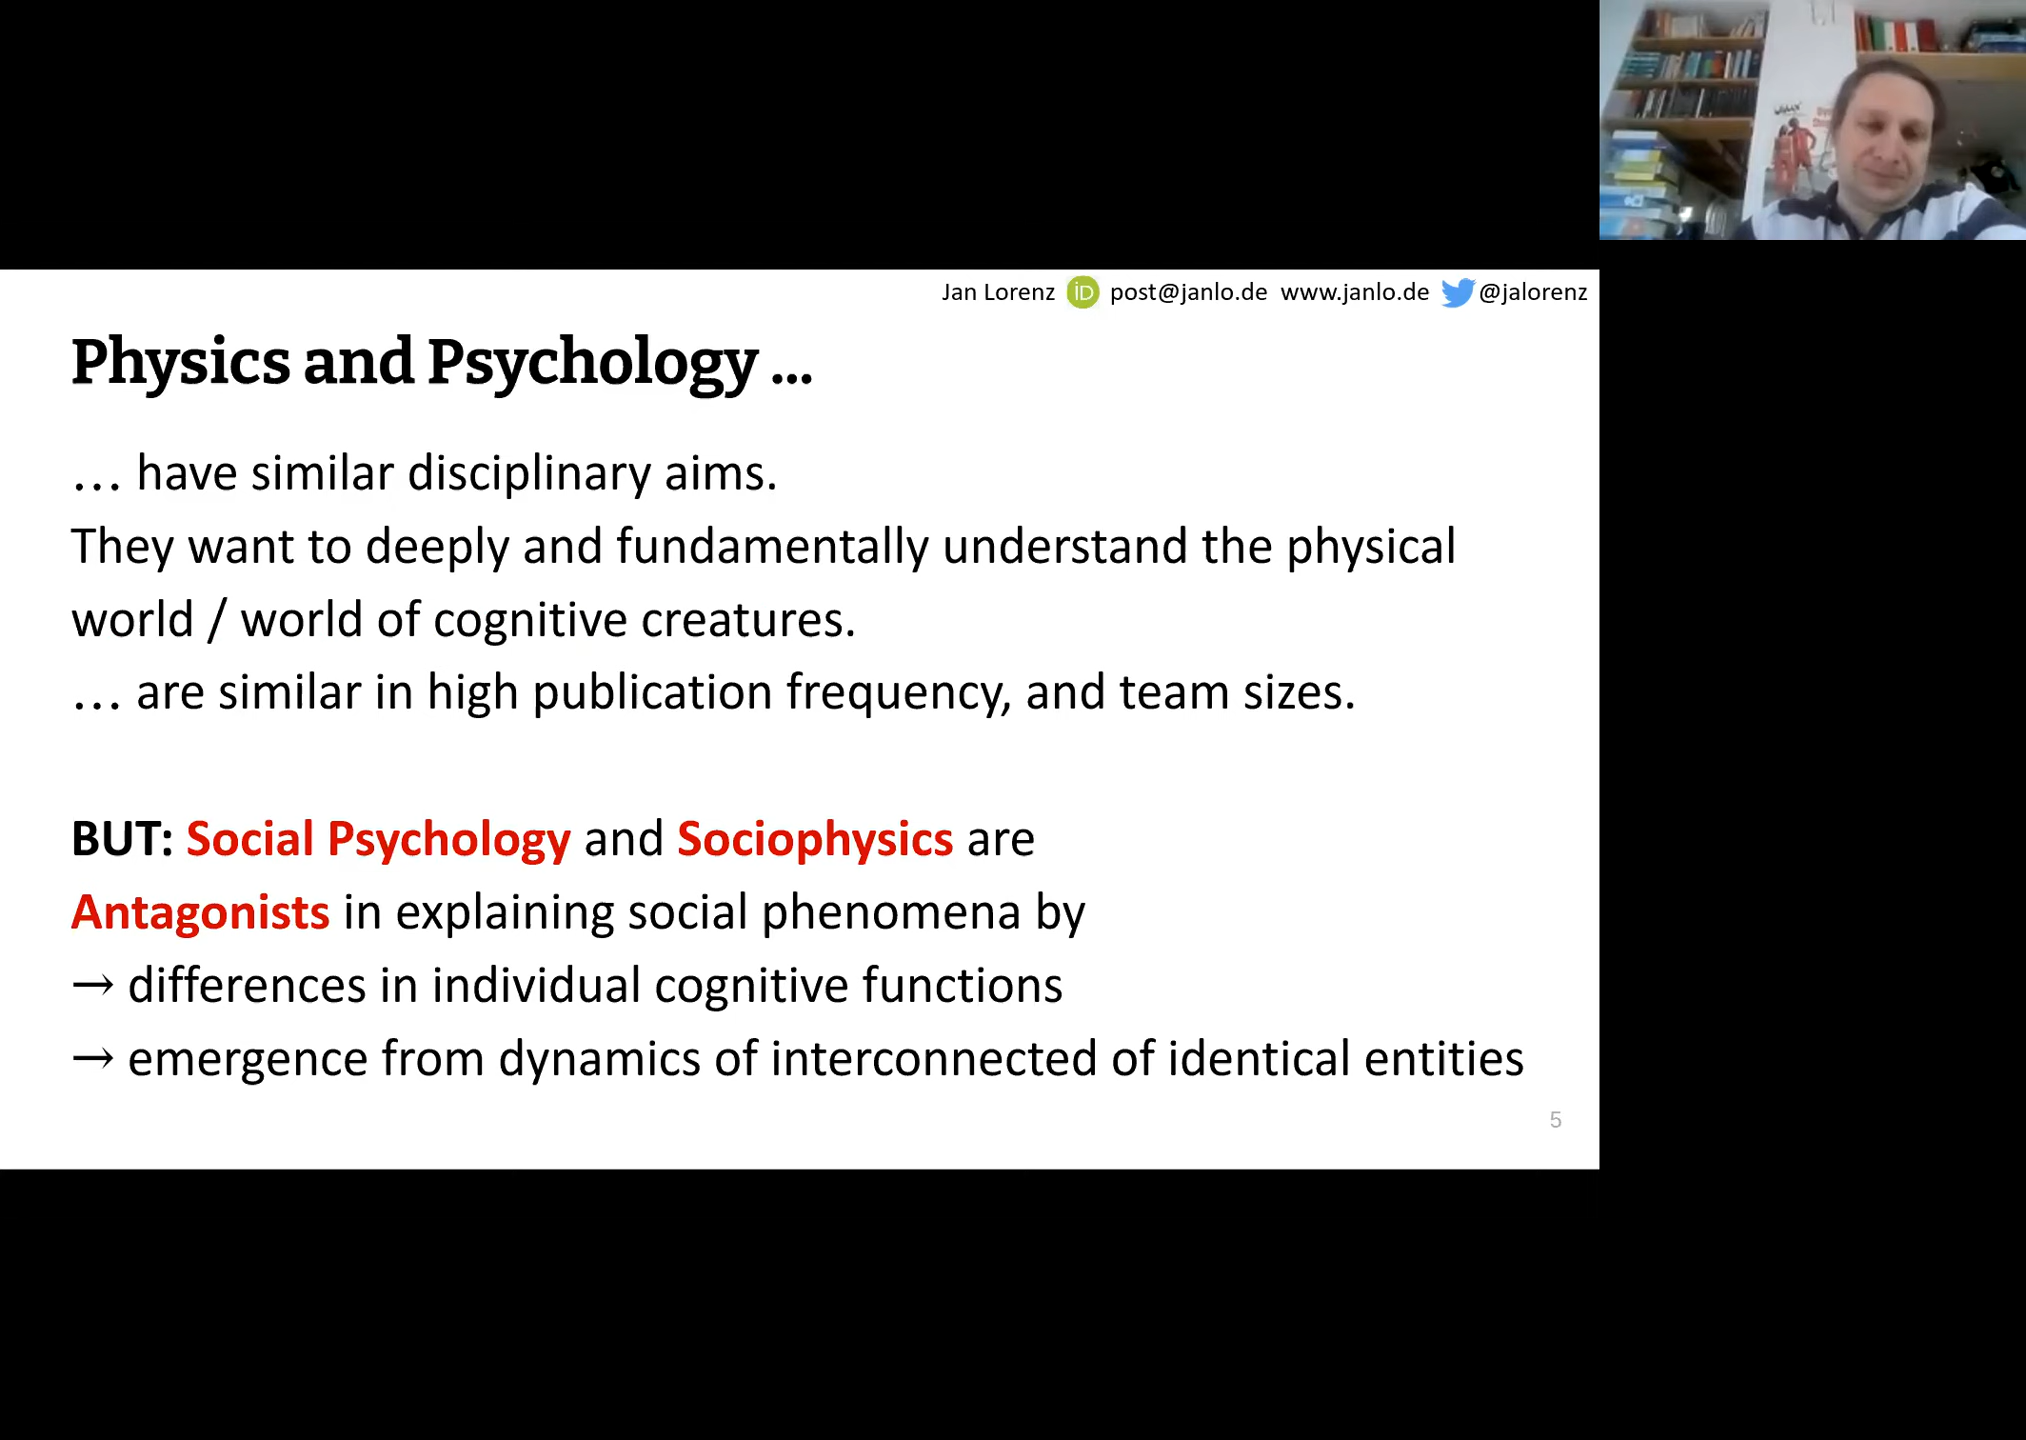 Jan Lorenz iD post@janlo.de www.janlo.de @jalorenz
Physics and Psychology ...
... have similar disciplinary aims.
They want to deeply and fundamentally understand the physical
world / world of cognitive creatures.
... are similar in high publication frequency, and team sizes.
BUT: Social Psychology and Sociophysics are
Antagonists in explaining social phenomena by
→ differences in individual cognitive functions
→ emergence from dynamics of interconnected of identical entities
5